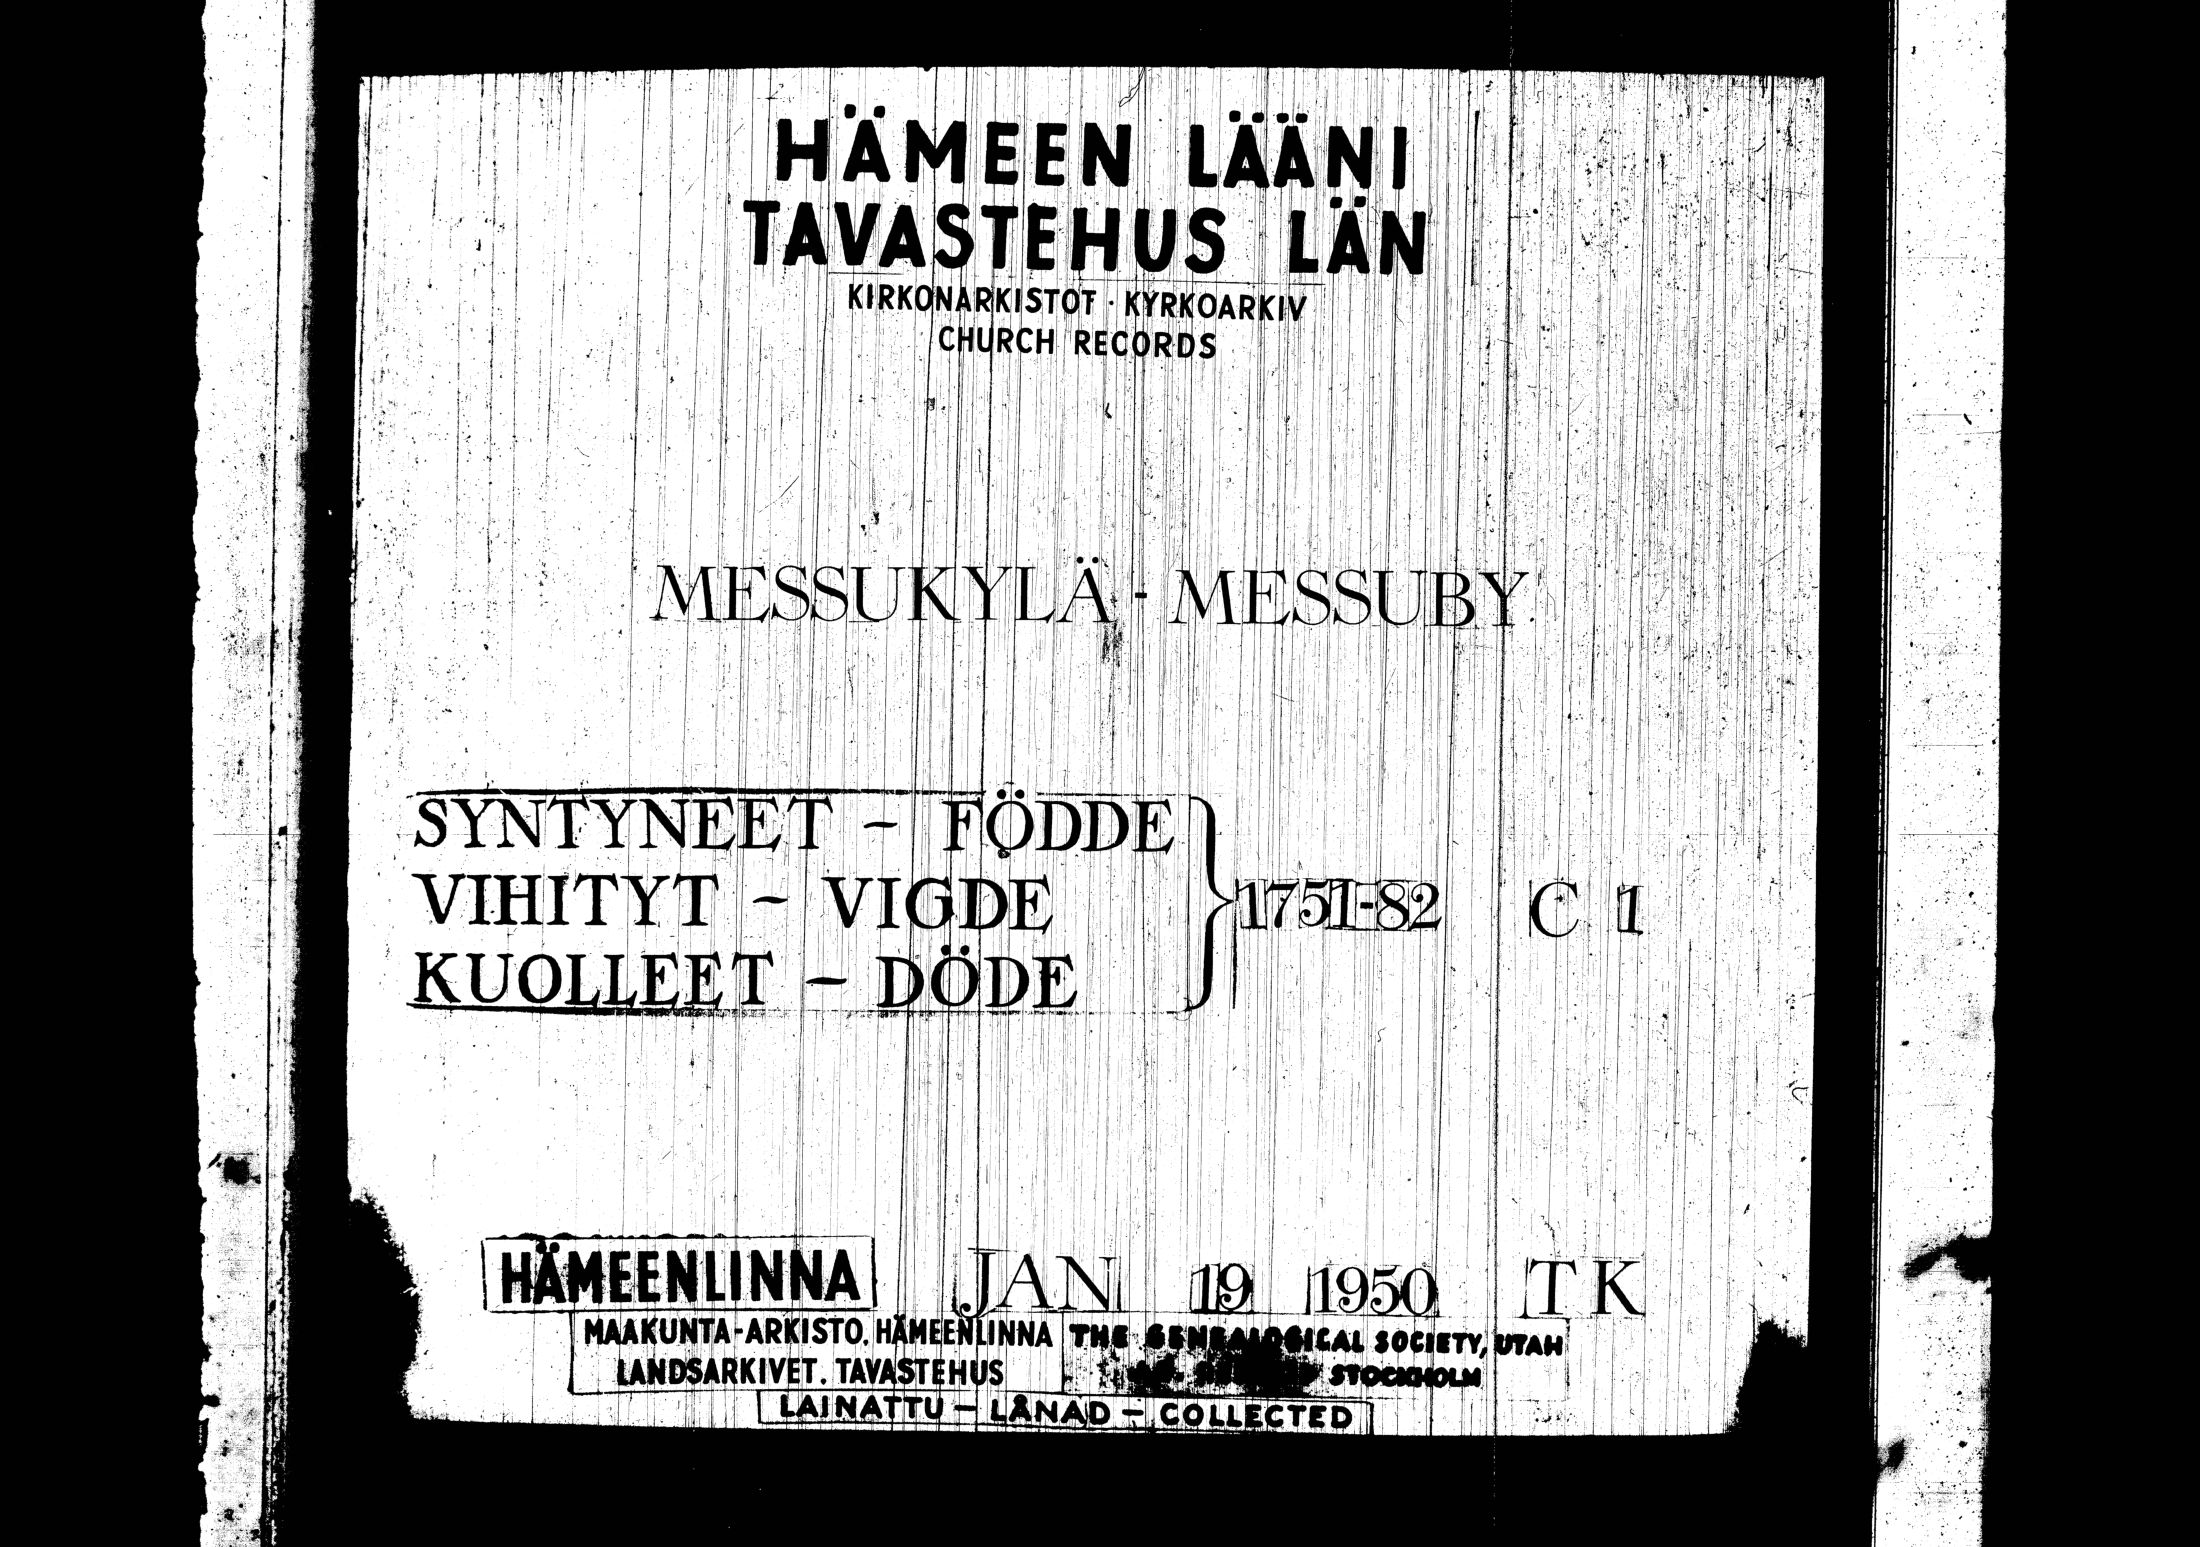 HÄMEEN LÄÄNI
TAVASTEHUS LÄN
KIRKONARKISTOT · KYRKOARKIV
CHURCH RECORDS
MESSUKYLÄ - MESSUBY.
SYNTYNEET - FÖDDE
VIHITYT - VIGDE
KUOLLEET - DÖDE
1751-82 C 1
HÄMEENLINNA JAN 19 1950 TK
MAAKUNTA-ARKISTO, HÄMEENLINNA THE GENEALOGICAL SOCIETY, UTAH
LANDSARKIVET. TAVASTEHUS STOCKHOLM
LAINATTU - LÅNAD - COLLECTED